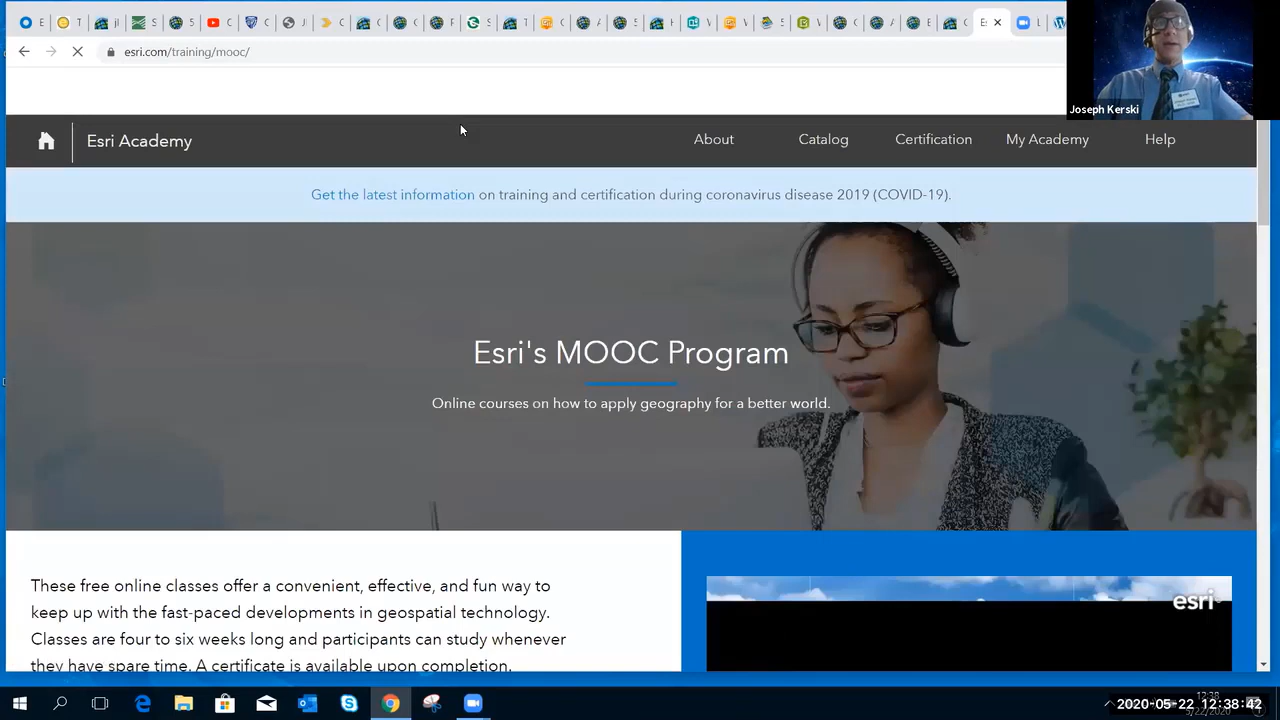 esri.com/training/mooc/
Joseph Kerski
Esri Academy
About
Catalog
Certification
My Academy
Help
Get the latest information on training and certification during coronavirus disease 2019 (COVID-19).
Esri's MOOC Program
Online courses on how to apply geography for a better world.
These free online classes offer a convenient, effective, and fun way to
keep up with the fast-paced developments in geospatial technology.
Classes are four to six weeks long and participants can study whenever
they have spare time. A certificate is available upon completion.
esri
12:38
2020-05-22 12:38:42